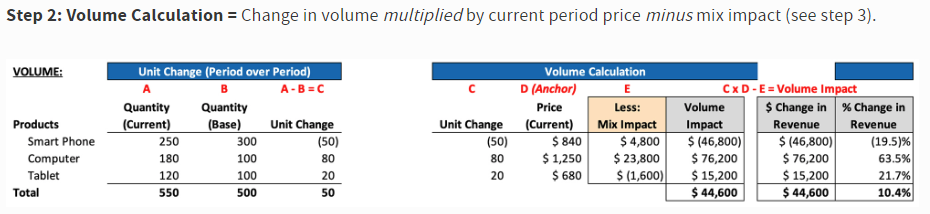 Step 2: Volume Calculation = Change in volume multiplied by current period price minus mix impact (see step 3).
VOLUME: Unit Change (Period over Period) Volume Calculation
A B A - B = C C D (Anchor) E C x D - E = Volume Impact
Quantity Quantity Price Less: Volume $ Change in % Change in
Products (Current) (Base) Unit Change Unit Change (Current) Mix Impact Impact Revenue Revenue
Smart Phone 250 300 (50) (50) $ 840 $ 4,800 $ (46,800) $ (46,800) (19.5)%
Computer 180 100 80 80 $ 1,250 $ 23,800 $ 76,200 $ 76,200 63.5%
Tablet 120 100 20 20 $ 680 $ (1,600) $ 15,200 $ 15,200 21.7%
Total 550 500 50 $ 44,600 $ 44,600 10.4%